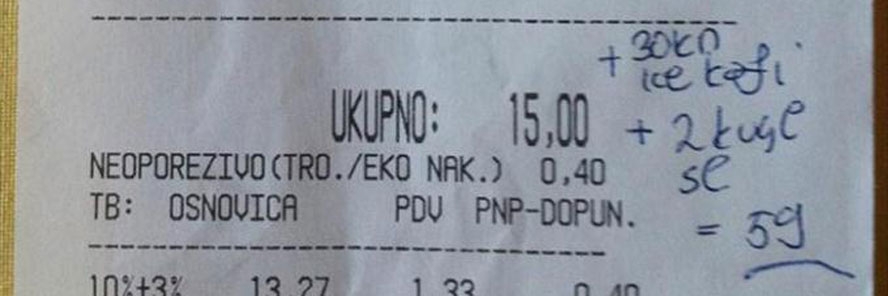 + 30kn
ice kafi
UKUPNO: 15,00 + 2 kugle
NEOPOREZIVO(TRO./EKO NAK.) 0,40 se
TB: OSNOVICA PDV PNP-DOPUN.
= 59
10%+3% 13,27 1,33 0,40